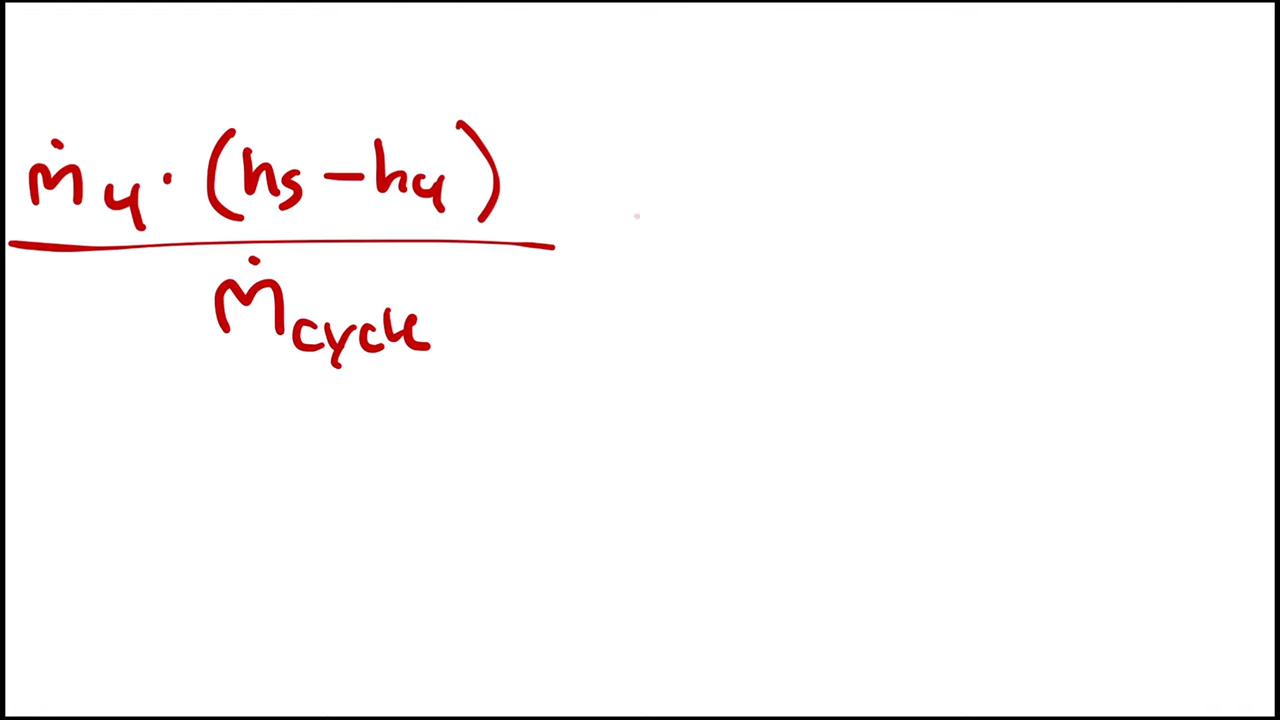 ṁ₄ · (h₅ − h₄)
ṁcycle